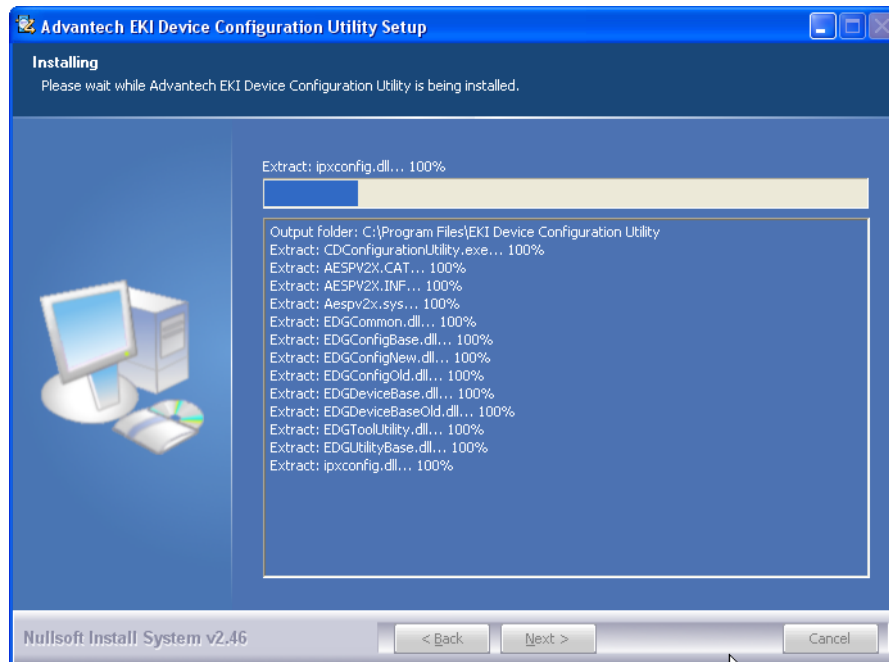 Advantech EKI Device Configuration Utility Setup
Installing
Please wait while Advantech EKI Device Configuration Utility is being installed.
Extract: ipxconfig.dll... 100%
Output folder: C:\Program Files\EKI Device Configuration Utility
Extract: CDConfigurationUtility.exe... 100%
Extract: AESPV2X.CAT... 100%
Extract: AESPV2X.INF... 100%
Extract: Aespv2x.sys... 100%
Extract: EDGCommon.dll... 100%
Extract: EDGConfigBase.dll... 100%
Extract: EDGConfigNew.dll... 100%
Extract: EDGConfigOld.dll... 100%
Extract: EDGDeviceBase.dll... 100%
Extract: EDGDeviceBaseOld.dll... 100%
Extract: EDGToolUtility.dll... 100%
Extract: EDGUtilityBase.dll... 100%
Extract: ipxconfig.dll... 100%
Nullsoft Install System v2.46
< Back
Next >
Cancel